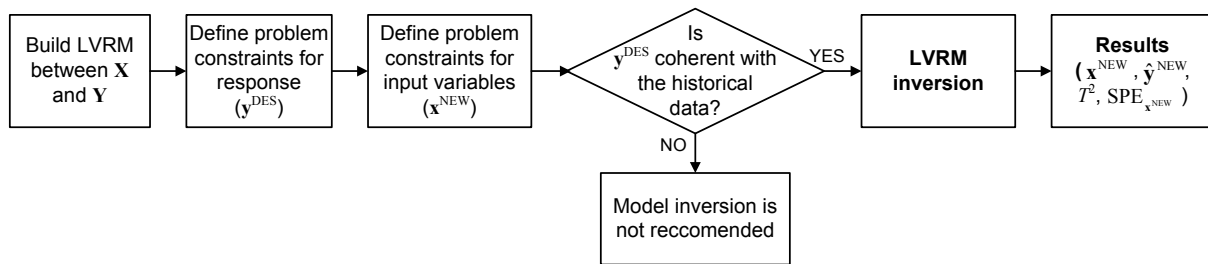 Build LVRM
between X
and Y
Define problem
constraints for
response
(y^DES)
Define problem
constraints for
input variables
(x^NEW)
Is
y^DES coherent with
the historical
data?
YES
NO
LVRM
inversion
Results
( x^NEW , ŷ^NEW,
T², SPE_x^NEW )
Model inversion is
not reccomended